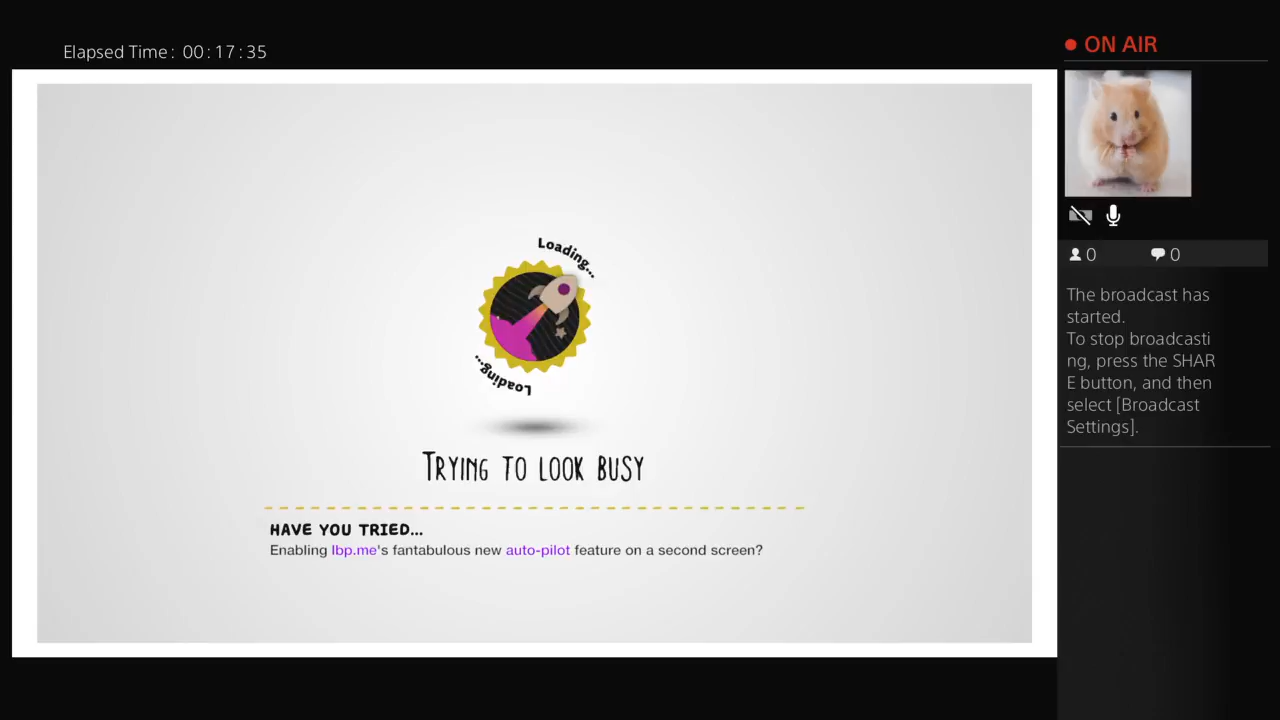 Elapsed Time: 00:17:35
ON AIR
0 0
The broadcast has
started.
To stop broadcasti
ng, press the SHAR
E button, and then
select [Broadcast
Settings].
Loading...
Loading...
TRYING TO LOOK BUSY
HAVE YOU TRIED...
Enabling lbp.me's fantabulous new auto-pilot feature on a second screen?